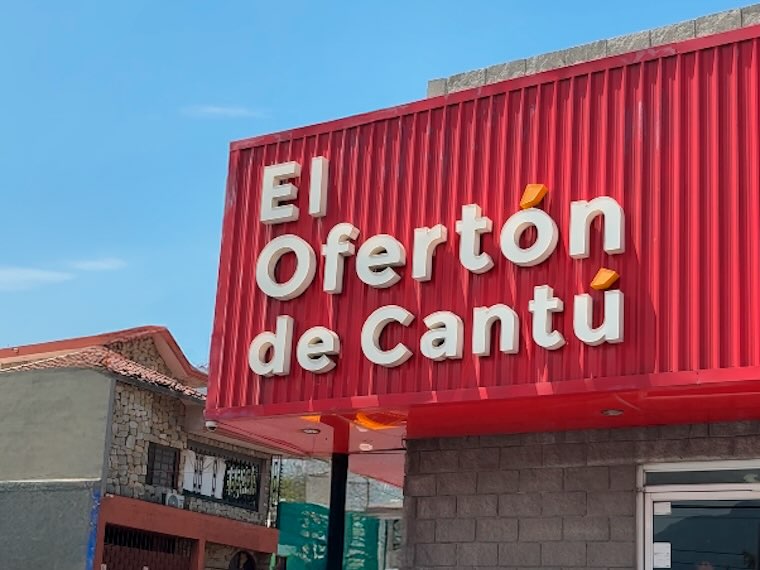 El
Ofertón
de Cantú